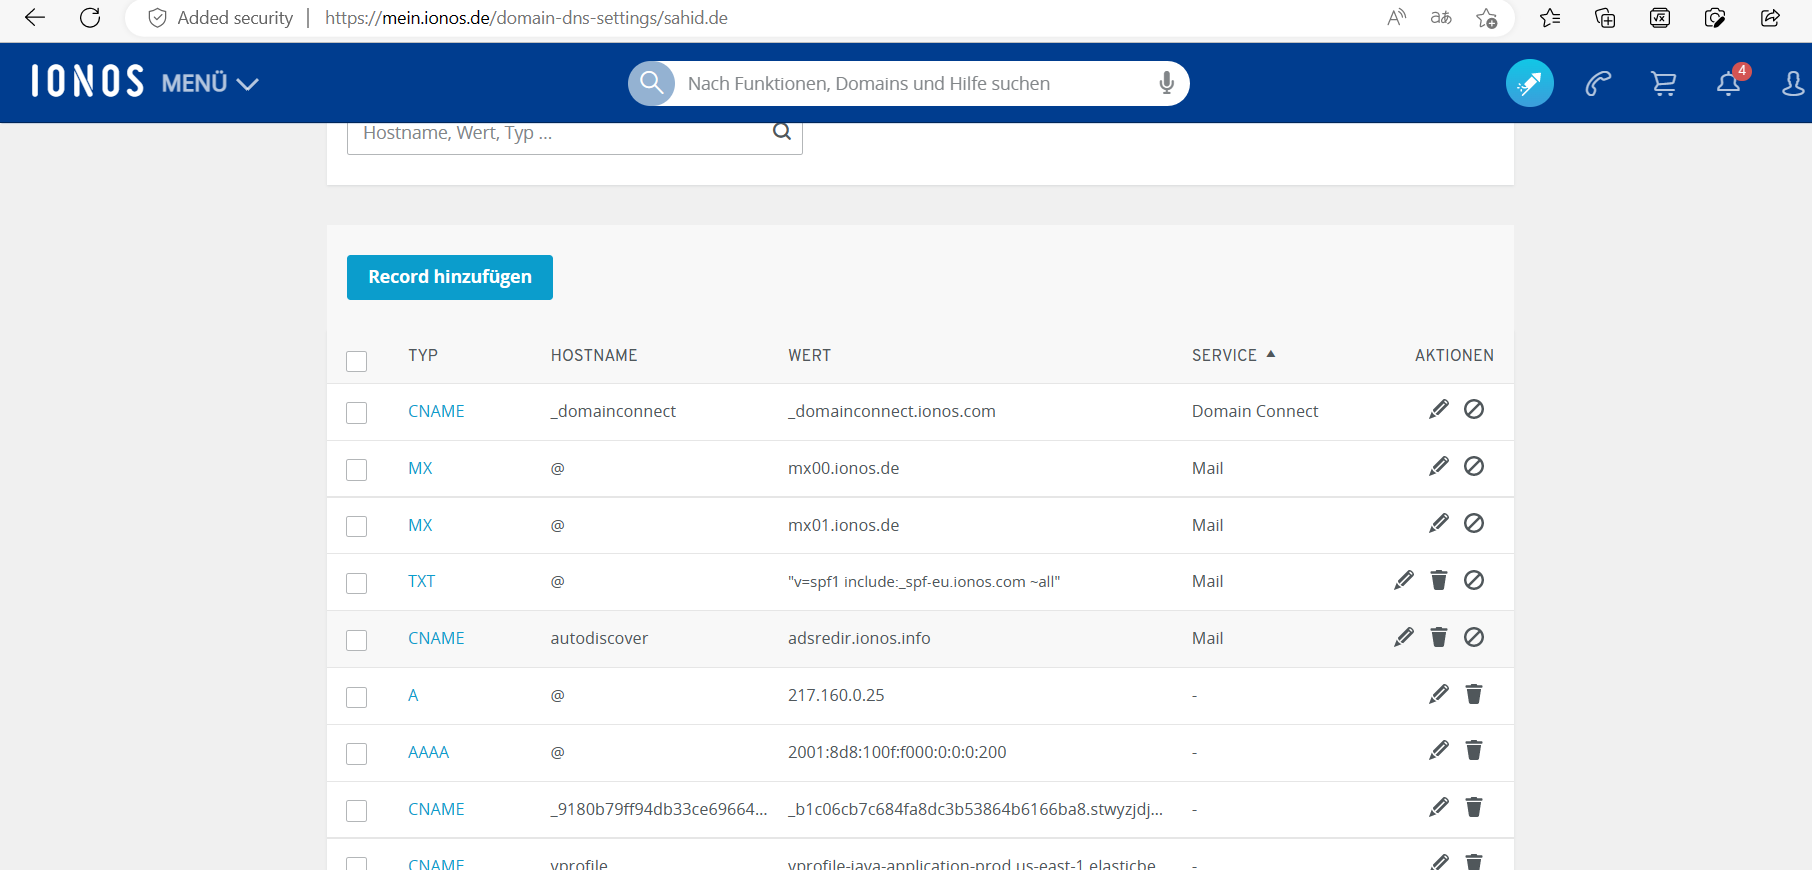 Added security | https://mein.ionos.de/domain-dns-settings/sahid.de
IONOS MENÜ Nach Funktionen, Domains und Hilfe suchen 4
Hostname, Wert, Typ ...
Record hinzufügen
TYP HOSTNAME WERT SERVICE AKTIONEN
CNAME _domainconnect _domainconnect.ionos.com Domain Connect
MX @ mx00.ionos.de Mail
MX @ mx01.ionos.de Mail
TXT @ "v=spf1 include:_spf-eu.ionos.com ~all" Mail
CNAME autodiscover adsredir.ionos.info Mail
A @ 217.160.0.25 -
AAAA @ 2001:8d8:100f:f000:0:0:0:200 -
CNAME _9180b79ff94db33ce69664... _b1c06cb7c684fa8dc3b53864b6166ba8.stwyzjdj... -
CNAME vprofile vprofile-java-application-prod.us-east-1.elasticbe... -